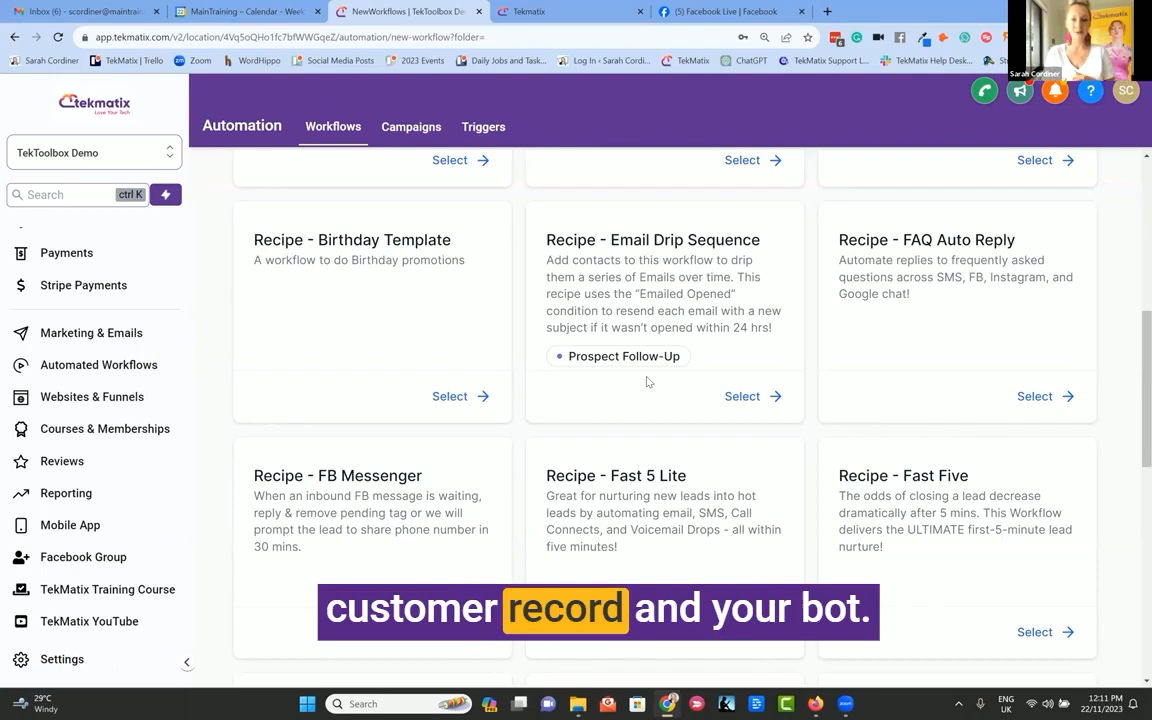 Inbox (0) - scordiner@maintrain
MainTraining - Calendar - Week
NewWorkflows | TekToolbox De
Tekmatix
(5) Facebook Live | Facebook
app.tekmatix.com/v2/location/4Vq5oQHo1fc7bfWWGqeZ/automation/new-workflow?folder=
Sarah Cordiner
TekMatix | Trello
Zoom
WordHippo
Social Media Posts
2023 Events
Daily Jobs and Task...
Log In ‹ Sarah Cordi...
TekMatix
ChatGPT
TekMatix Support L...
TekMatix Help Desk...
Sarah Cordiner
tekmatix
Love Your Tech
TekToolbox Demo
Search
ctrl K
Payments
Stripe Payments
Marketing & Emails
Automated Workflows
Websites & Funnels
Courses & Memberships
Reviews
Reporting
Mobile App
Facebook Group
TekMatix Training Course
TekMatix YouTube
Settings
Automation
Workflows
Campaigns
Triggers
SC
Select
Select
Select
Recipe - Birthday Template
A workflow to do Birthday promotions
Select
Recipe - Email Drip Sequence
Add contacts to this workflow to drip
them a series of Emails over time. This
recipe uses the “Emailed Opened”
condition to resend each email with a new
subject if it wasn’t opened within 24 hrs!
Prospect Follow-Up
Select
Recipe - FAQ Auto Reply
Automate replies to frequently asked
questions across SMS, FB, Instagram, and
Google chat!
Select
Recipe - FB Messenger
When an inbound FB message is waiting,
reply & remove pending tag or we will
prompt the lead to share phone number in
30 mins.
Recipe - Fast 5 Lite
Great for nurturing new leads into hot
leads by automating email, SMS, Call
Connects, and Voicemail Drops - all within
five minutes!
Recipe - Fast Five
The odds of closing a lead decrease
dramatically after 5 mins. This Workflow
delivers the ULTIMATE first-5-minute lead
nurture!
Select
customer record and your bot.
29°C
Windy
Search
ENG
UK
12:11 PM
22/11/2023